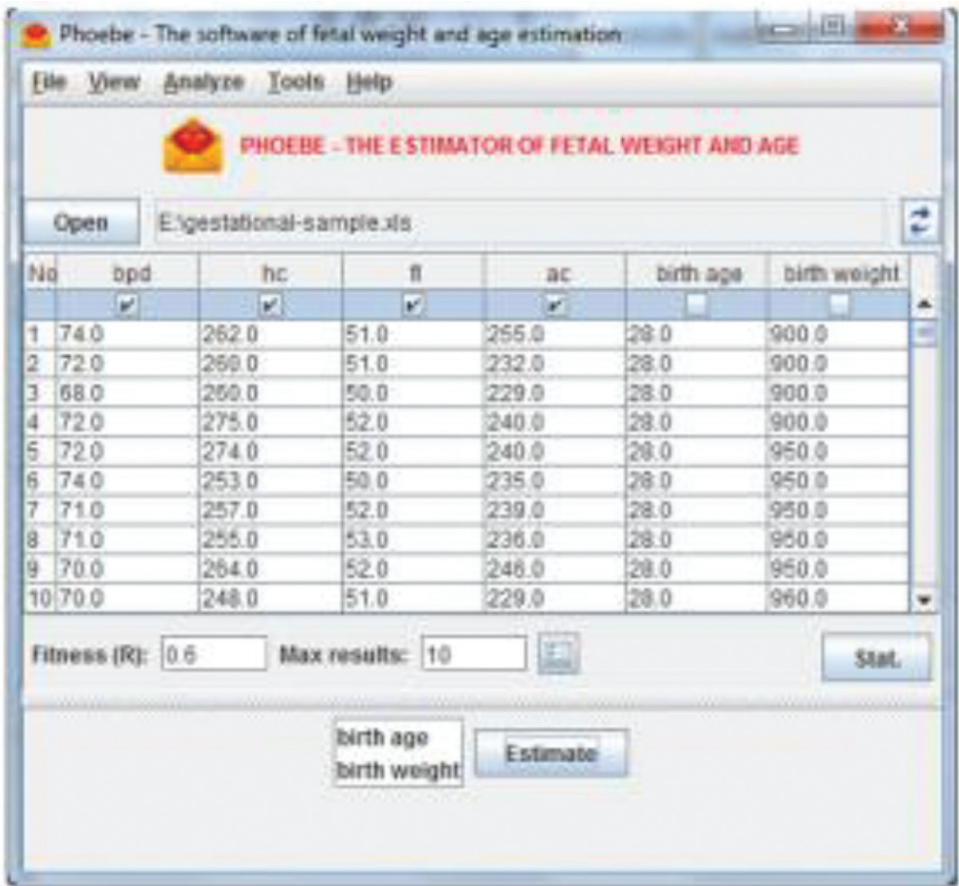 Phoebe - The software of fetal weight and age estimation
File View Analyze Tools Help
PHOEBE - THE ESTIMATOR OF FETAL WEIGHT AND AGE
Open E:\gestational-sample.xls
No bpd hc fl ac birth age birth weight
1 74.0 262.0 51.0 255.0 28.0 900.0
2 72.0 51.0 232.0 28.0 900.0
3 68.0 260.0 50.0 229.0 28.0 900.0
4 72.0 275.0 52.0 240.0 28.0 900.0
5 72.0 274.0 52.0 240.0 28.0 950.0
6 74.0 253.0 50.0 235.0 28.0 950.0
7 71.0 257.0 52.0 239.0 28.0 950.0
8 71.0 255.0 53.0 236.0 28.0 950.0
9 70.0 264.0 52.0 246.0 28.0 950.0
10 70.0 248.0 51.0 229.0 28.0 960.0
Fitness (R): 0.6 Max results: 10 Stat.
birth age
birth weight
Estimate